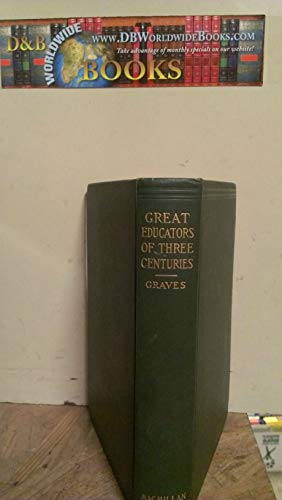 D&B
WORLDWIDE
BOOKS
WWW.DBWORLDWIDEBOOKS.COM
Take advantage of monthly specials on our website!
GREAT
EDUCATORS
OF THREE
CENTURIES
GRAVES
MACMILLAN